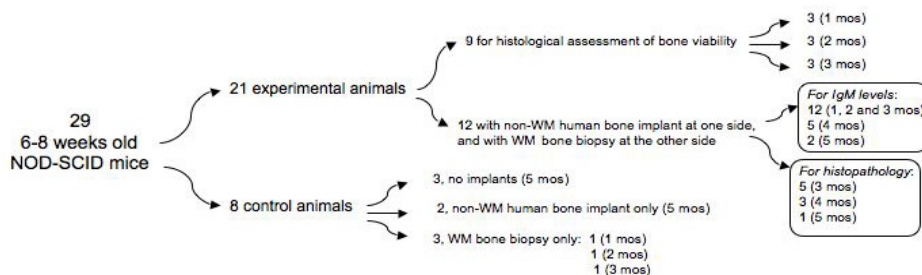 29
6-8 weeks old
NOD-SCID mice
21 experimental animals
9 for histological assessment of bone viability
3 (1 mos)
3 (2 mos)
3 (3 mos)
12 with non-WM human bone implant at one side,
and with WM bone biopsy at the other side
For IgM levels:
12 (1, 2 and 3 mos)
5 (4 mos)
2 (5 mos)
For histopathology:
5 (3 mos)
3 (4 mos)
1 (5 mos)
8 control animals
3, no implants (5 mos)
2, non-WM human bone implant only (5 mos)
3, WM bone biopsy only: 1 (1 mos)
1 (2 mos)
1 (3 mos)